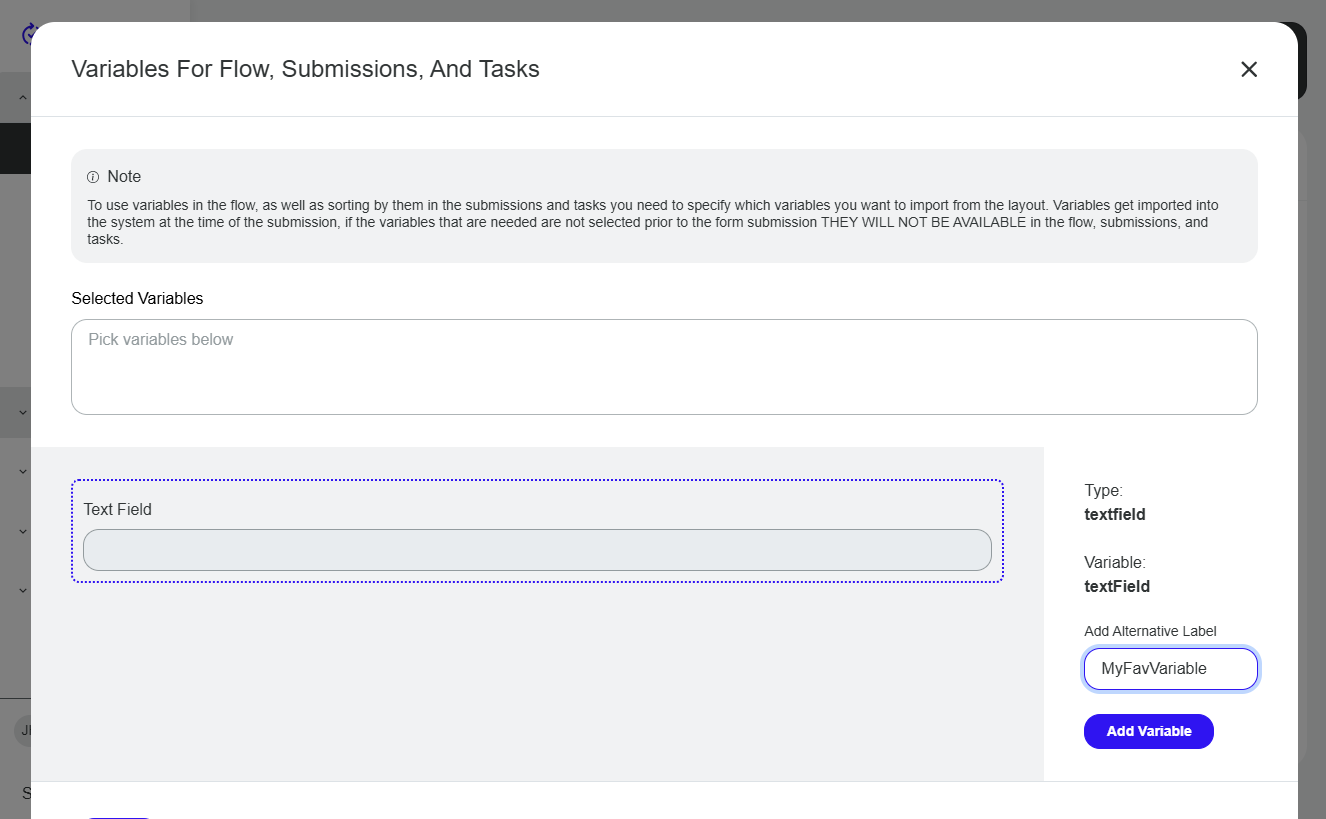 Variables For Flow, Submissions, And Tasks
Note
To use variables in the flow, as well as sorting by them in the submissions and tasks you need to specify which variables you want to import from the layout. Variables get imported into
the system at the time of the submission, if the variables that are needed are not selected prior to the form submission THEY WILL NOT BE AVAILABLE in the flow, submissions, and
tasks.
Selected Variables
Pick variables below
Text Field
Type:
textfield
Variable:
textField
Add Alternative Label
MyFavVariable
Add Variable